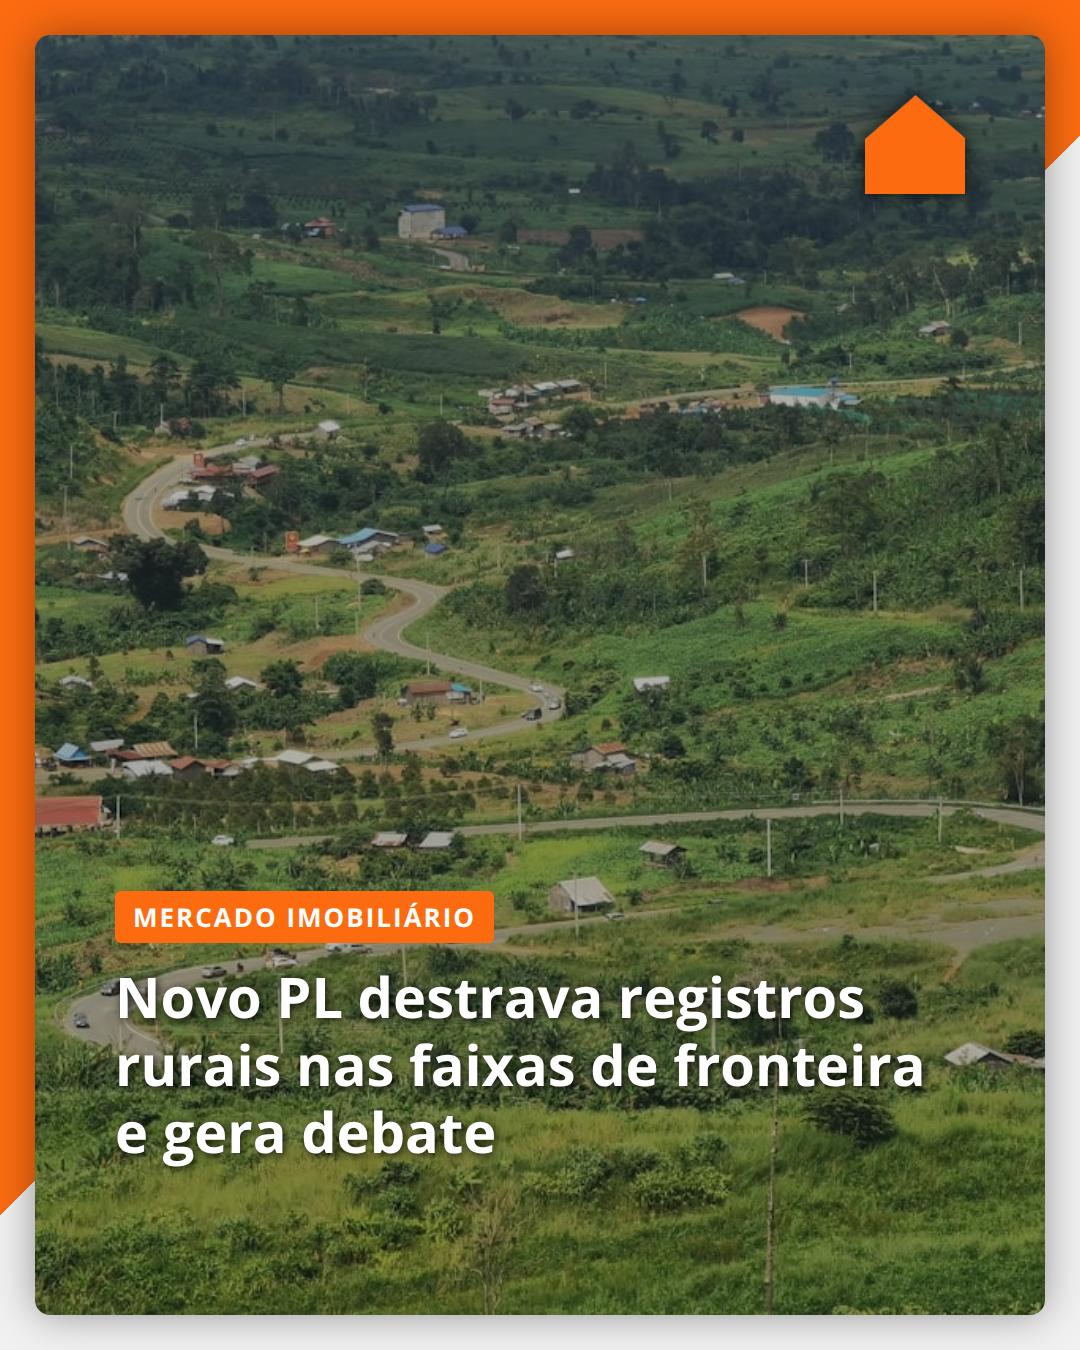 MERCADO IMOBILIÁRIO
Novo PL destrava registros
rurais nas faixas de fronteira
e gera debate